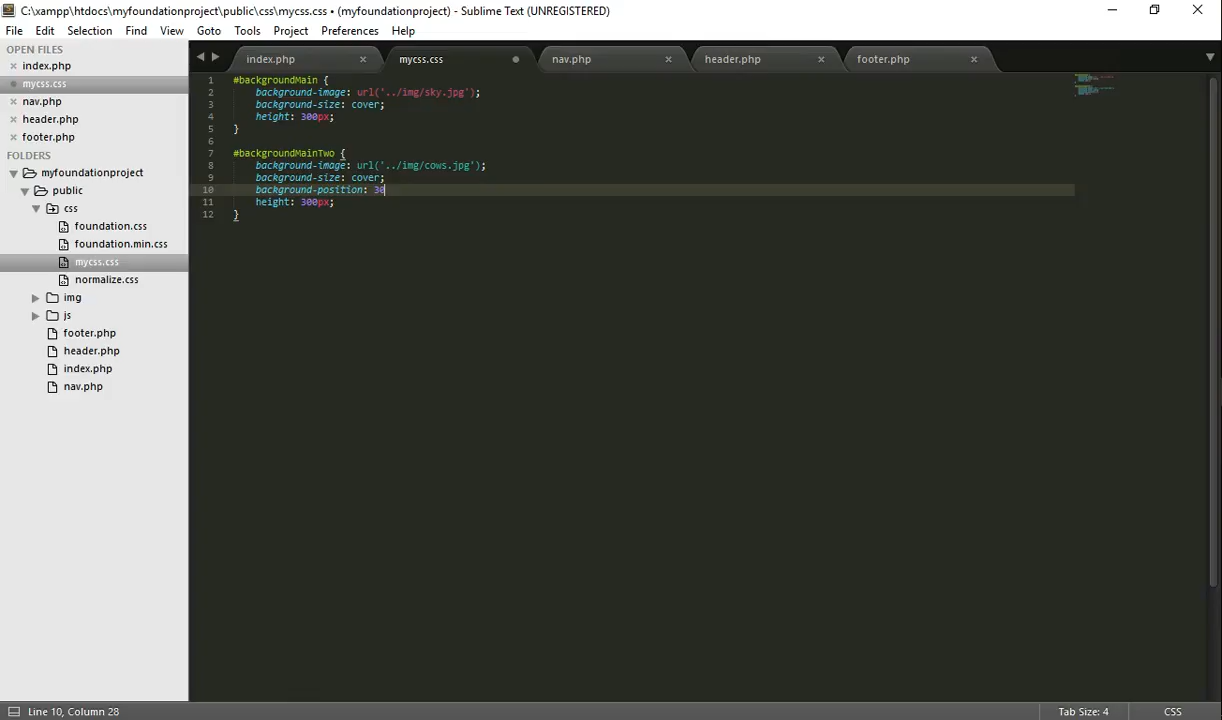 C:\xampp\htdocs\myfoundationproject\public\css\mycss.css • (myfoundationproject) - Sublime Text (UNREGISTERED)
File Edit Selection Find View Goto Tools Project Preferences Help
OPEN FILES
index.php
mycss.css
nav.php
header.php
footer.php
FOLDERS
myfoundationproject
public
css
foundation.css
foundation.min.css
mycss.css
normalize.css
img
js
footer.php
header.php
index.php
nav.php
index.php mycss.css nav.php header.php footer.php
1 #backgroundMain {
2 background-image: url('../img/sky.jpg');
3 background-size: cover;
4 height: 300px;
5 }
6
7 #backgroundMainTwo {
8 background-image: url('../img/cows.jpg');
9 background-size: cover;
10 background-position: 30
11 height: 300px;
12 }
Line 10, Column 28 Tab Size: 4 CSS